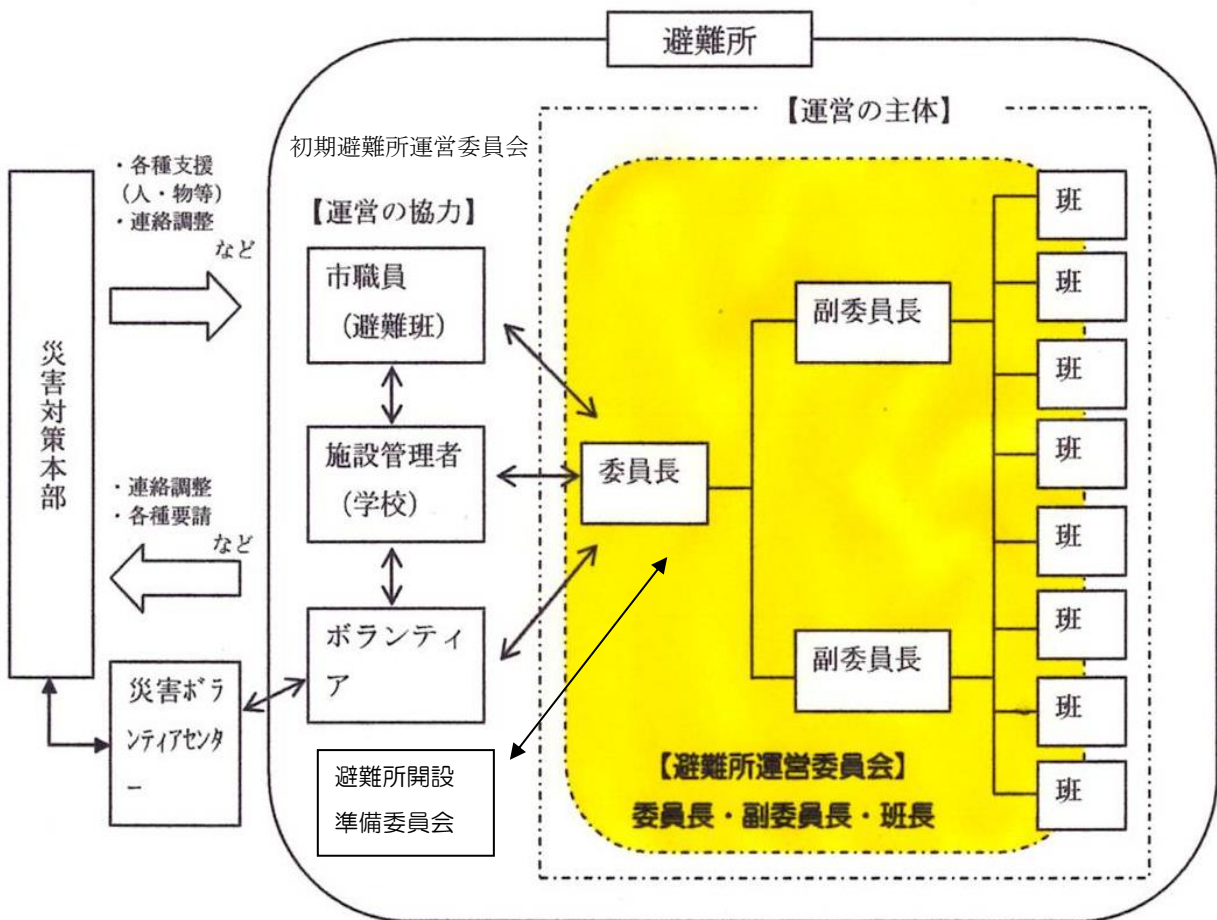 避難所
【運営の主体】
初期避難所運営委員会
・各種支援
(人・物等)
・連絡調整
など
【運営の協力】
市職員
(避難班)
施設管理者
(学校)
ボランティ
ア
災害対策本部
・連絡調整
・各種要請
など
災害ボラ
ンティアセンタ
ー
避難所開設
準備委員会
委員長
副委員長
副委員長
班
班
班
班
班
班
班
班
【避難所運営委員会】
委員長・副委員長・班長